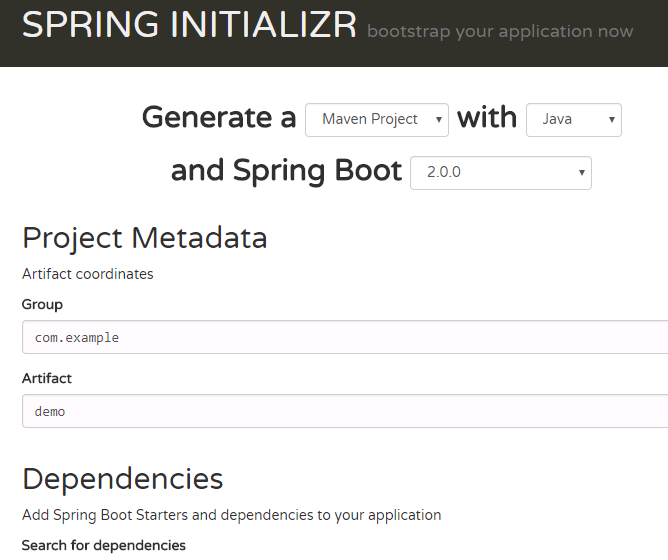 SPRING INITIALIZR bootstrap your application now
Generate a Maven Project with Java
and Spring Boot 2.0.0
Project Metadata
Artifact coordinates
Group
com.example
Artifact
demo
Dependencies
Add Spring Boot Starters and dependencies to your application
Search for dependencies